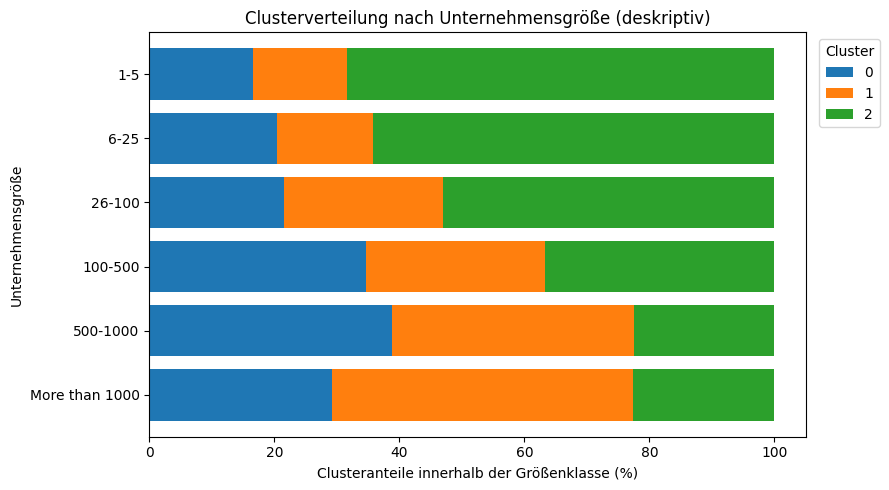 Clusterverteilung nach Unternehmensgröße (deskriptiv)
Cluster
0
1
2
Unternehmensgröße
1-5
6-25
26-100
100-500
500-1000
More than 1000
0 20 40 60 80 100
Clusteranteile innerhalb der Größenklasse (%)